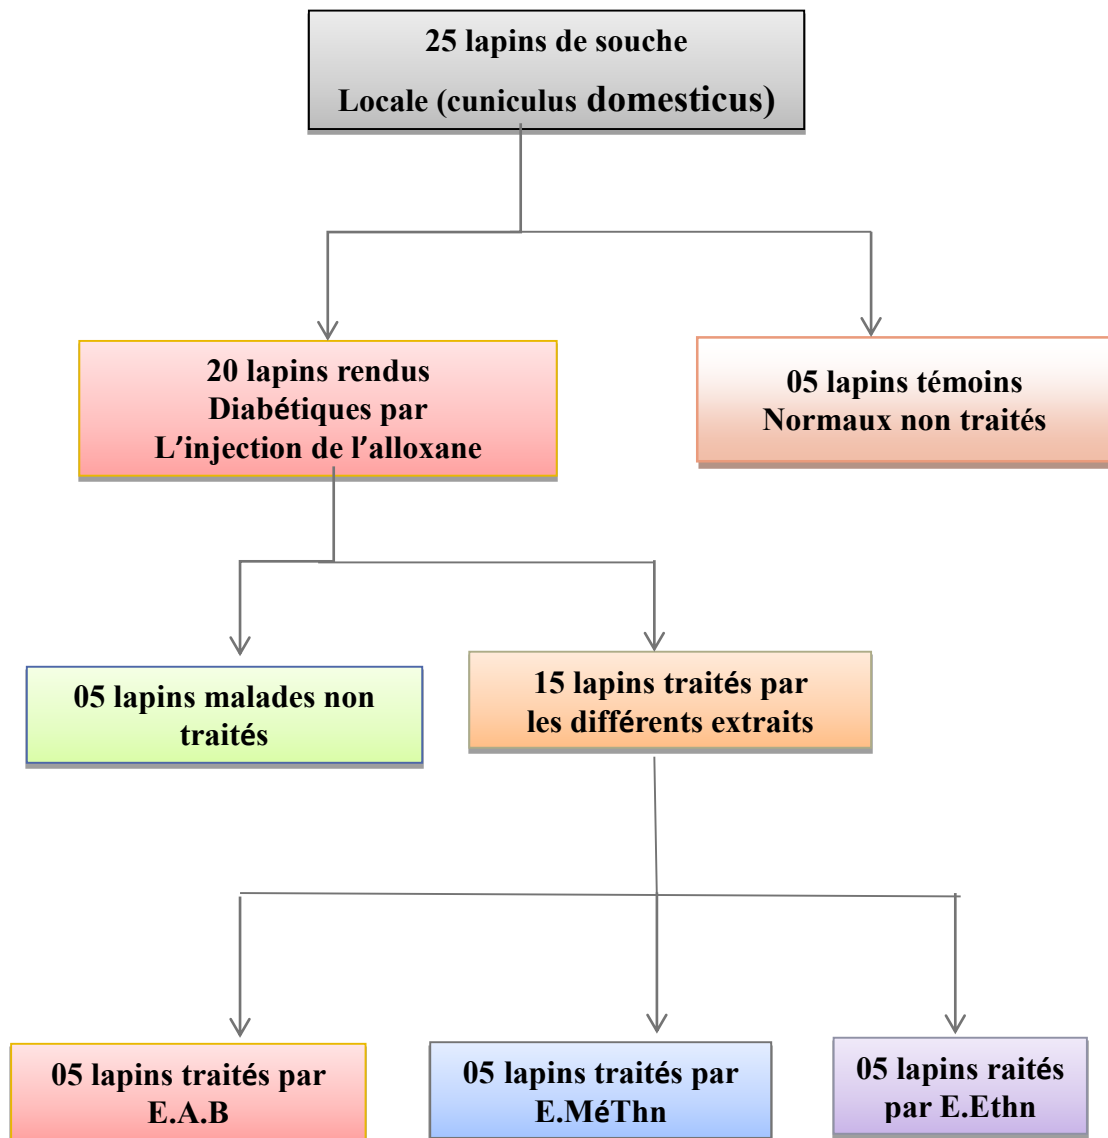 25 lapins de souche
Locale (cuniculus domesticus)
20 lapins rendus
Diabétiques par
L’injection de l’alloxane
05 lapins témoins
Normaux non traités
05 lapins malades non
traités
15 lapins traités par
les différents extraits
05 lapins traités par
E.A.B
05 lapins traités par
E.MéThn
05 lapins raités
par E.Ethn